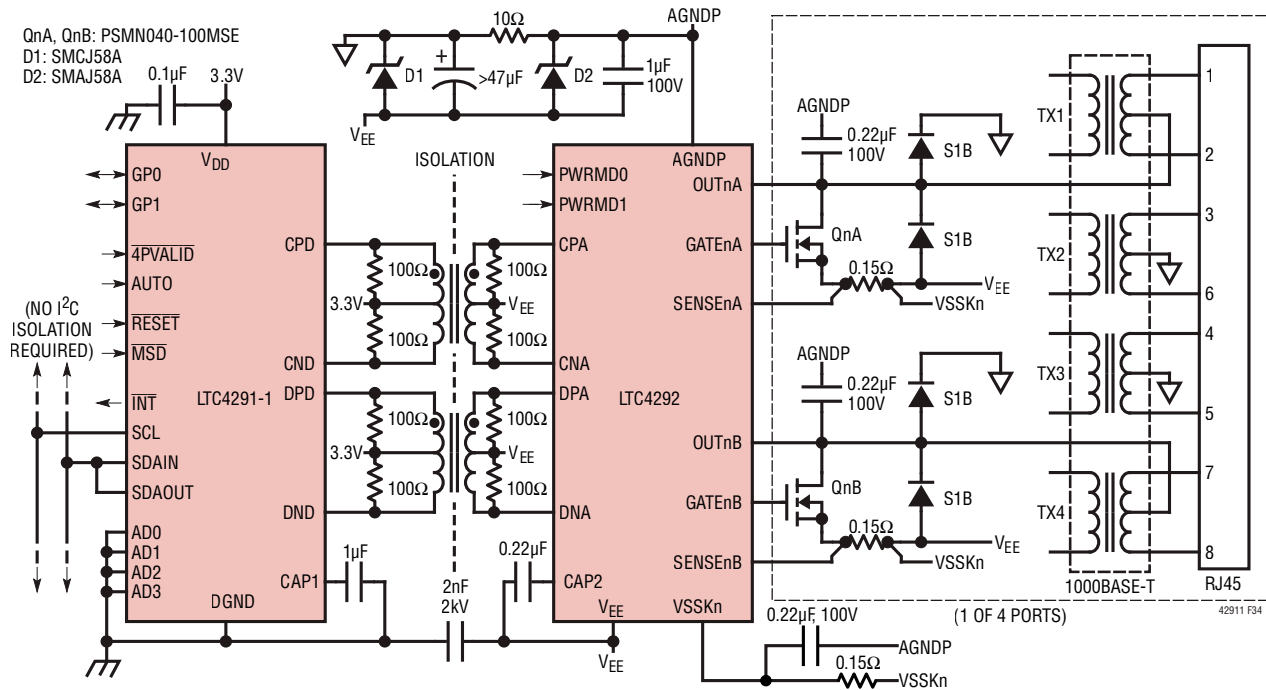 QnA, QnB: PSMN040-100MSE
D1: SMCJ58A
D2: SMAJ58A
0.1µF
3.3V
10Ω
AGNDP
D1
+
>47µF
D2
1µF
100V
VEE
VDD
GP0
GP1
4PVALID
AUTO
RESET
MSD
INT
SCL
SDAIN
SDAOUT
AD0
AD1
AD2
AD3
(NO I²C
ISOLATION
REQUIRED)
LTC4291-1
CPD
CND
DPD
DND
CAP1
DGND
ISOLATION
100Ω
100Ω
3.3V
VEE
100Ω
100Ω
100Ω
100Ω
3.3V
VEE
100Ω
100Ω
1µF
2nF
2kV
0.22µF
PWRMD0
PWRMD1
CPA
CNA
DPA
DNA
CAP2
LTC4292
AGNDP
OUTnA
GATEnA
SENSEnA
OUTnB
GATEnB
SENSEnB
VEE
VSSKn
VEE
AGNDP
0.22µF
100V
S1B
QnA
S1B
0.15Ω
VEE
VSSKn
AGNDP
0.22µF
100V
S1B
QnB
S1B
0.15Ω
VEE
VSSKn
TX1
TX2
TX3
TX4
1
2
3
6
4
5
7
8
1000BASE-T
RJ45
(1 OF 4 PORTS)
42911 F34
0.22µF, 100V
AGNDP
0.15Ω
VSSKn